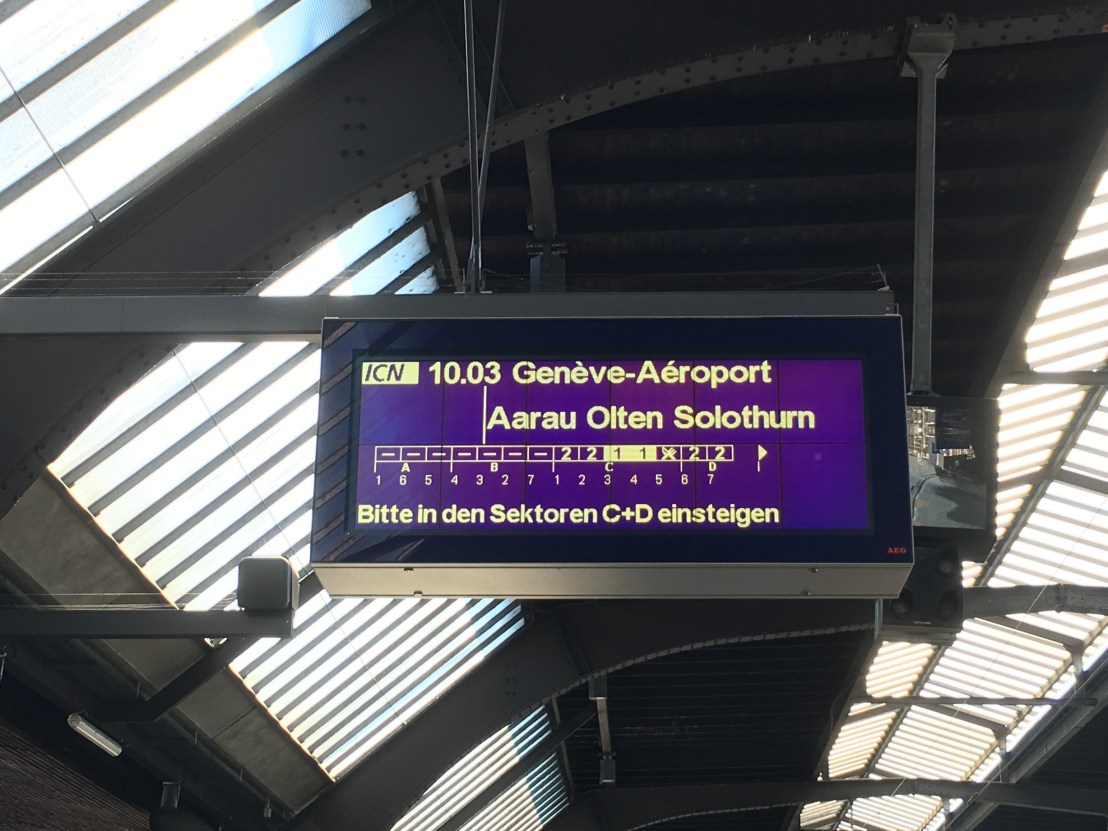 ICN 10.03 Genève-Aéroport
Aarau Olten Solothurn
– – – – – – – 2 2 1 1 2 2
A B C D
1 6 5 4 3 2 7 1 2 3 4 5 6 7
Bitte in den Sektoren C+D einsteigen
AEG